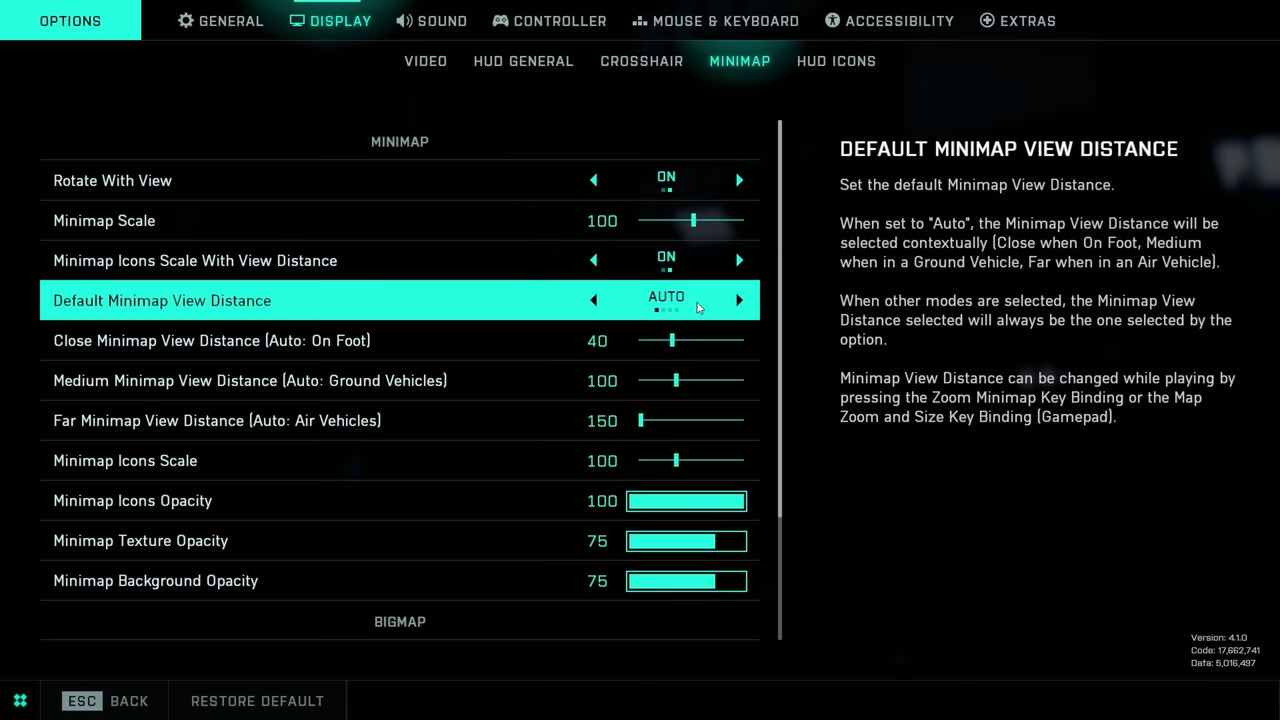 OPTIONS
GENERAL
DISPLAY
SOUND
CONTROLLER
MOUSE & KEYBOARD
ACCESSIBILITY
EXTRAS
VIDEO
HUD GENERAL
CROSSHAIR
MINIMAP
HUD ICONS
MINIMAP
Rotate With View ON
Minimap Scale 100
Minimap Icons Scale With View Distance ON
Default Minimap View Distance AUTO
Close Minimap View Distance (Auto: On Foot) 40
Medium Minimap View Distance (Auto: Ground Vehicles) 100
Far Minimap View Distance (Auto: Air Vehicles) 150
Minimap Icons Scale 100
Minimap Icons Opacity 100
Minimap Texture Opacity 75
Minimap Background Opacity 75
BIGMAP
DEFAULT MINIMAP VIEW DISTANCE
Set the default Minimap View Distance.
When set to "Auto", the Minimap View Distance will be
selected contextually (Close when On Foot, Medium
when in a Ground Vehicle, Far when in an Air Vehicle).
When other modes are selected, the Minimap View
Distance selected will always be the one selected by the
option.
Minimap View Distance can be changed while playing by
pressing the Zoom Minimap Key Binding or the Map
Zoom and Size Key Binding (Gamepad).
Version: 4.1.0
Code: 17,662,741
Data: 5,016,497
ESC BACK
RESTORE DEFAULT